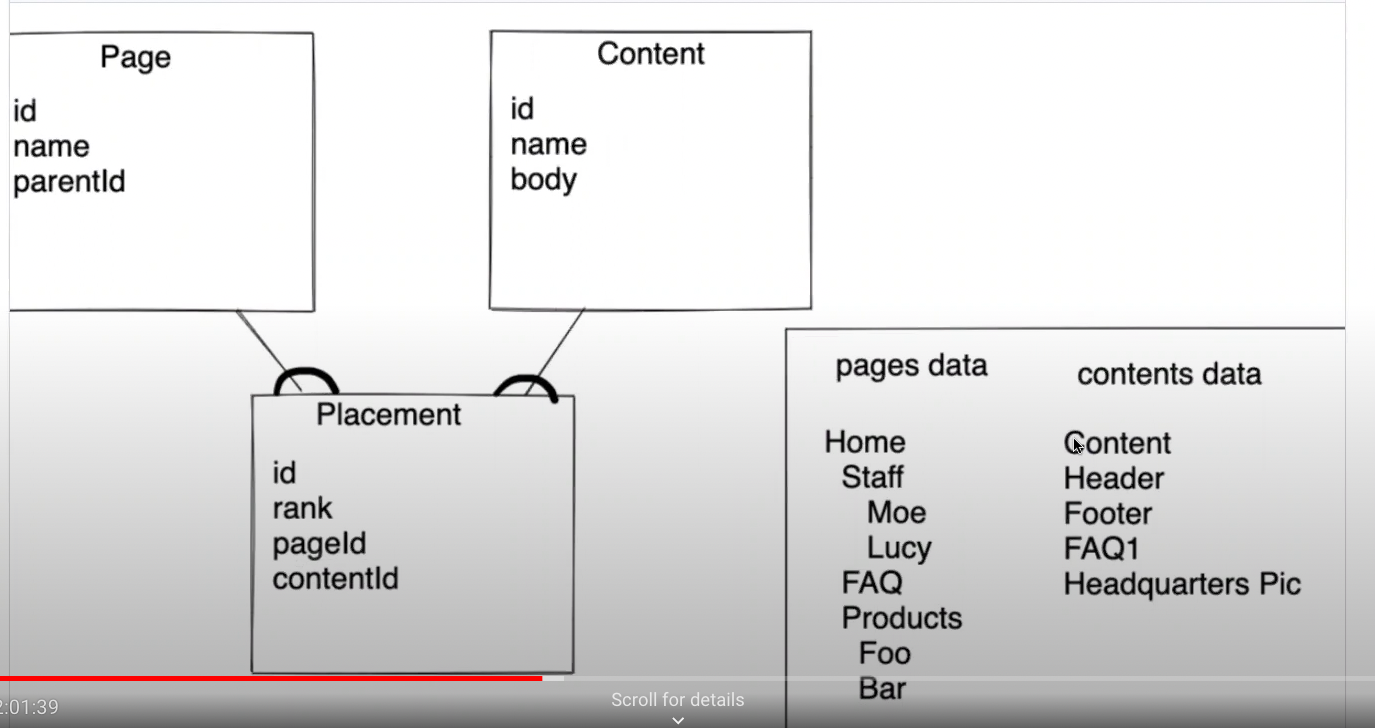 Page
id
name
parentId
Content
id
name
body
Placement
id
rank
pageId
contentId
pages data
Home
Staff
Moe
Lucy
FAQ
Products
Foo
Bar
contents data
Content
Header
Footer
FAQ1
Headquarters Pic
:01:39
Scroll for details